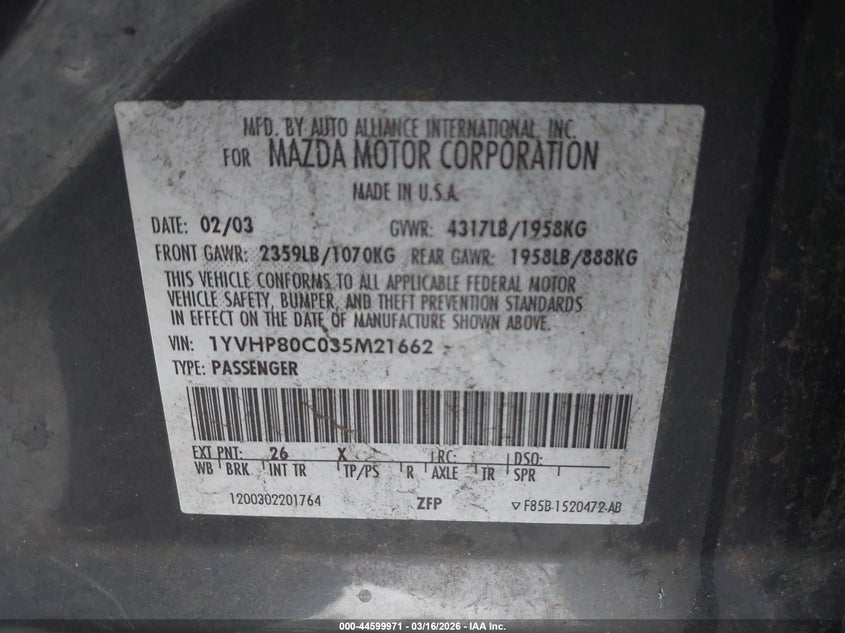 MFD. BY AUTO ALLIANCE INTERNATIONAL, INC.
FOR MAZDA MOTOR CORPORATION
MADE IN U.S.A.
DATE: 02/03 GVWR: 4317LB/1958KG
FRONT GAWR: 2359LB/1070KG REAR GAWR: 1958LB/888KG
THIS VEHICLE CONFORMS TO ALL APPLICABLE FEDERAL MOTOR
VEHICLE SAFETY, BUMPER, AND THEFT PREVENTION STANDARDS
IN EFFECT ON THE DATE OF MANUFACTURE SHOWN ABOVE.
VIN: 1YVHP80C035M21662
TYPE: PASSENGER
EXT PNT: 26 X RC: DSO:
WB BRK INT TR TP/PS R AXLE TR SPR
1200302201764 ZFP ▽ F85B-1520472-AB
000-44599971 - 03/16/2026 - IAA Inc.